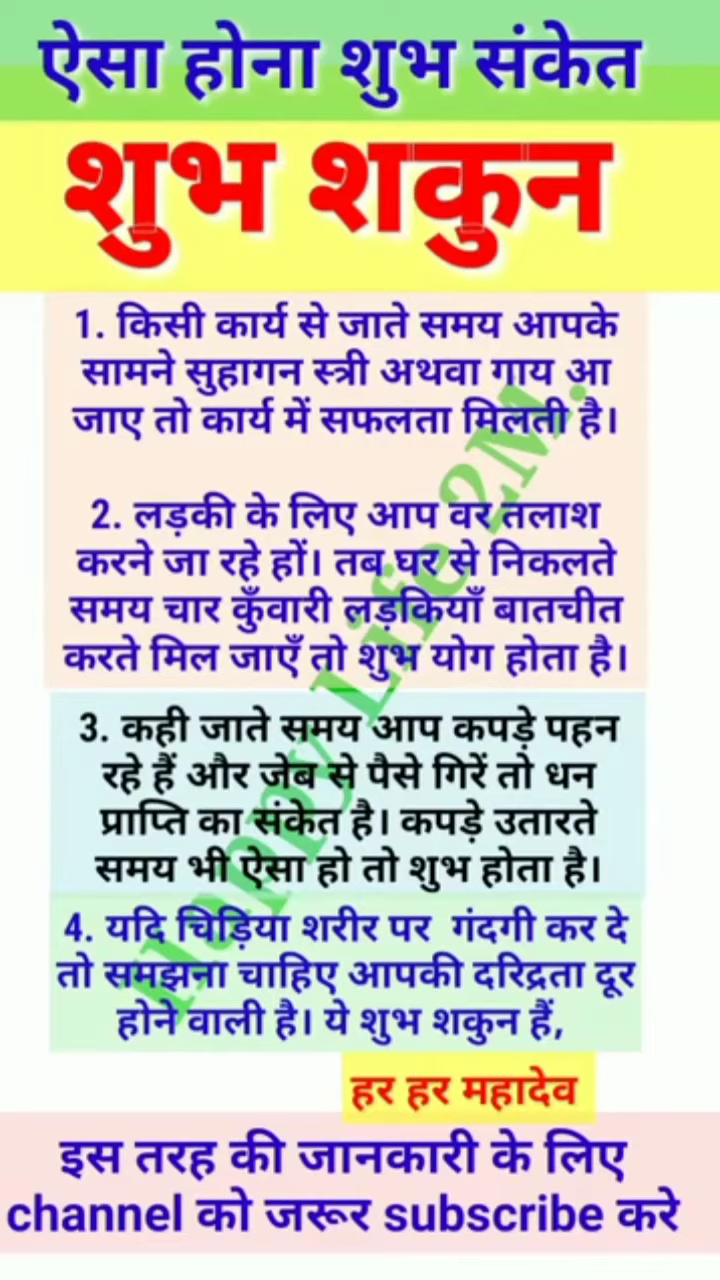 ऐसा होना शुभ संकेत
शुभ शकुन
1. किसी कार्य से जाते समय आपके
सामने सुहागन स्त्री अथवा गाय आ
जाए तो कार्य में सफलता मिलती है।
2. लड़की के लिए आप वर तलाश
करने जा रहे हों। तब घर से निकलते
समय चार कुँवारी लड़कियाँ बातचीत
करते मिल जाएँ तो शुभ योग होता है।
3. कही जाते समय आप कपड़े पहन
रहे हैं और जेब से पैसे गिरें तो धन
प्राप्ति का संकेत है। कपड़े उतारते
समय भी ऐसा हो तो शुभ होता है।
4. यदि चिड़िया शरीर पर गंदगी कर दे
तो समझना चाहिए आपकी दरिद्रता दूर
होने वाली है। ये शुभ शकुन हैं,
हर हर महादेव
इस तरह की जानकारी के लिए
channel को जरूर subscribe करे
Happy Life 2M.